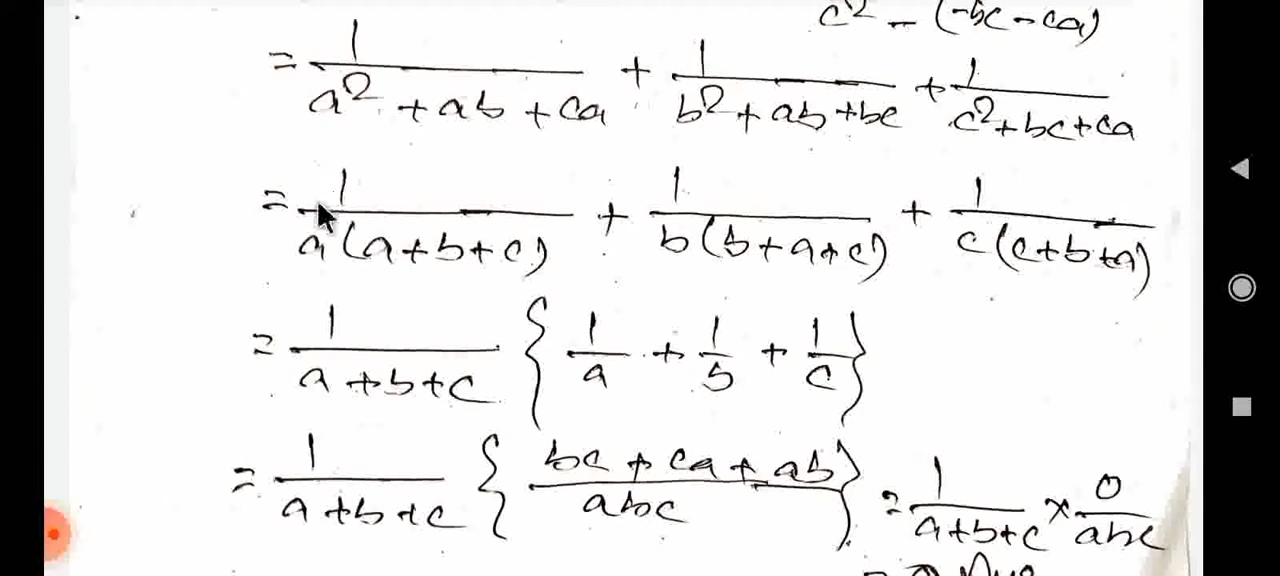 c² - (-bc - ca)
= 1/(a² + ab + ca) + 1/(b² + ab + bc) + 1/(c² + bc + ca)
= 1/(a(a+b+c)) + 1/(b(b+a+c)) + 1/(c(c+b+a))
= 1/(a+b+c) { 1/a + 1/b + 1/c }
= 1/(a+b+c) { (bc + ca + ab)/abc } = 1/(a+b+c) × 0/abc